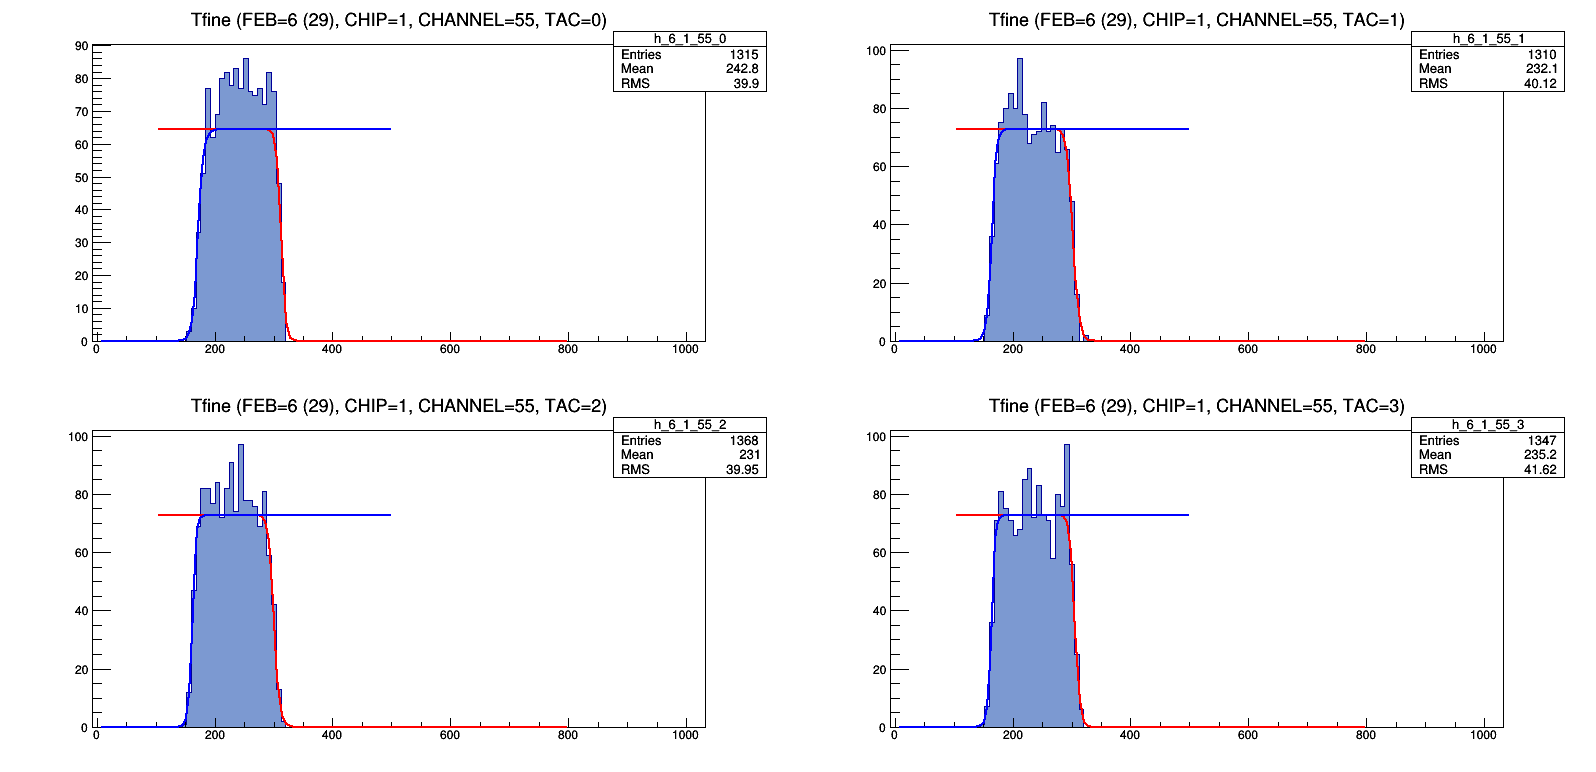 Tfine (FEB=6 (29), CHIP=1, CHANNEL=55, TAC=0)
h_6_1_55_0
Entries 1315
Mean 242.8
RMS 39.9
90
80
70
60
50
40
30
20
10
0
0 200 400 600 800 1000
Tfine (FEB=6 (29), CHIP=1, CHANNEL=55, TAC=1)
h_6_1_55_1
Entries 1310
Mean 232.1
RMS 40.12
100
80
60
40
20
0
0 200 400 600 800 1000
Tfine (FEB=6 (29), CHIP=1, CHANNEL=55, TAC=2)
h_6_1_55_2
Entries 1368
Mean 231
RMS 39.95
100
80
60
40
20
0
0 200 400 600 800 1000
Tfine (FEB=6 (29), CHIP=1, CHANNEL=55, TAC=3)
h_6_1_55_3
Entries 1347
Mean 235.2
RMS 41.62
100
80
60
40
20
0
0 200 400 600 800 1000